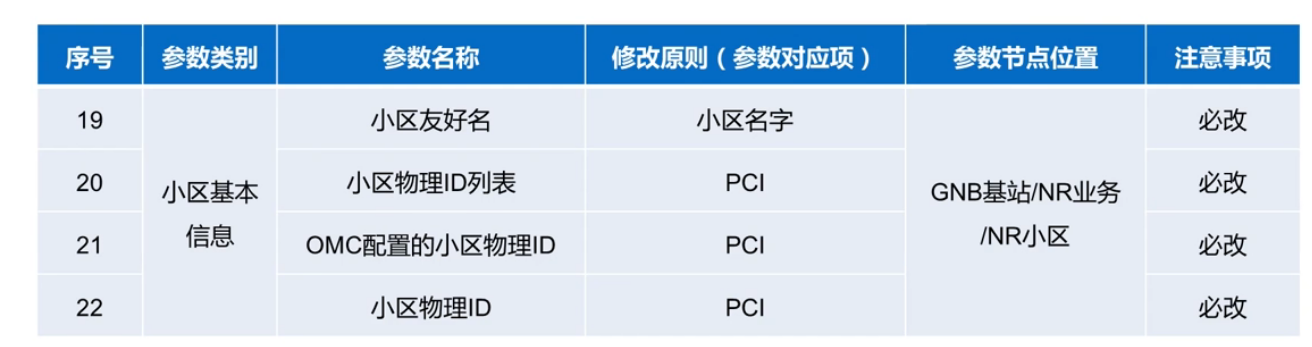 序号 参数类别 参数名称 修改原则（参数对应项） 参数节点位置 注意事项
19 小区友好名 小区名字 必改
20 小区物理ID列表 PCI 必改
小区基本 GNB基站/NR业务
信息 /NR小区
21 OMC配置的小区物理ID PCI 必改
22 小区物理ID PCI 必改